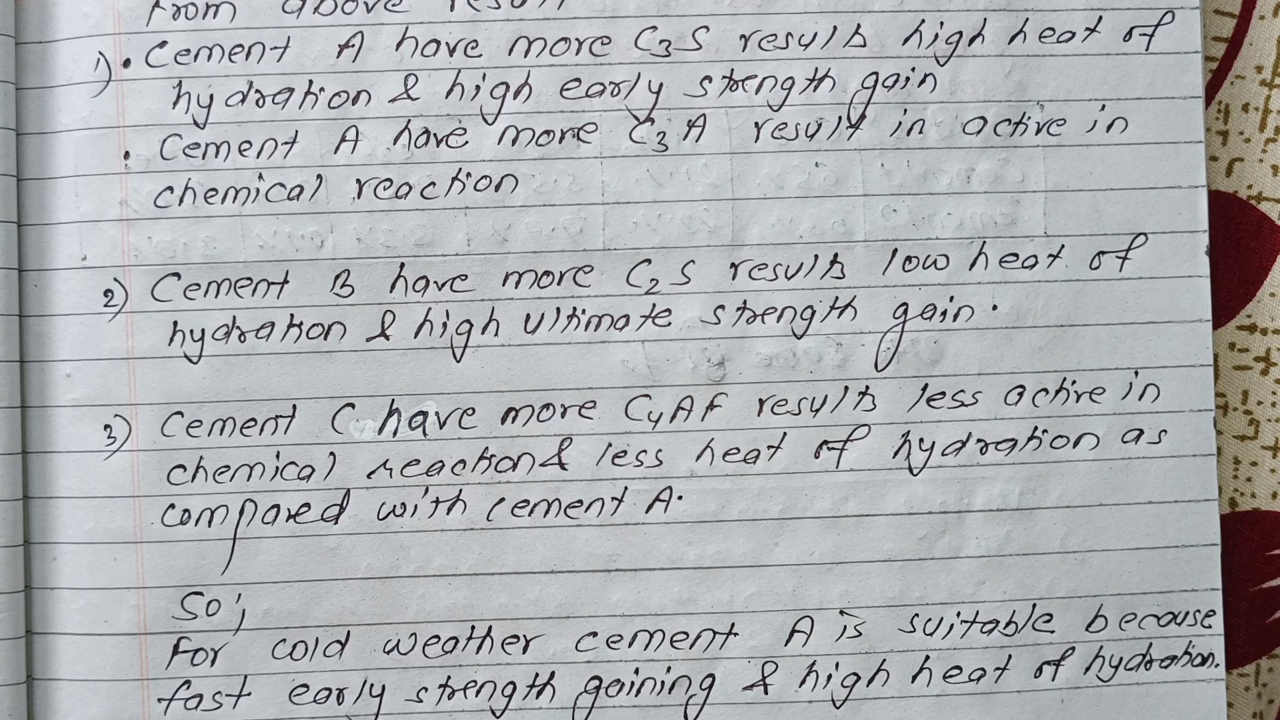 From above result
1) • Cement A have more C₃S results high heat of
hydration & high early strength gain
• Cement A have more C₃A result in active in
chemical reaction
2) Cement B have more C₂S results low heat of
hydration & high ultimate strength gain.
3) Cement C have more C₄AF results less active in
chemical reaction & less heat of hydration as
compared with cement A.
So,
For cold weather cement A is suitable because
fast early strength gaining & high heat of hydration.